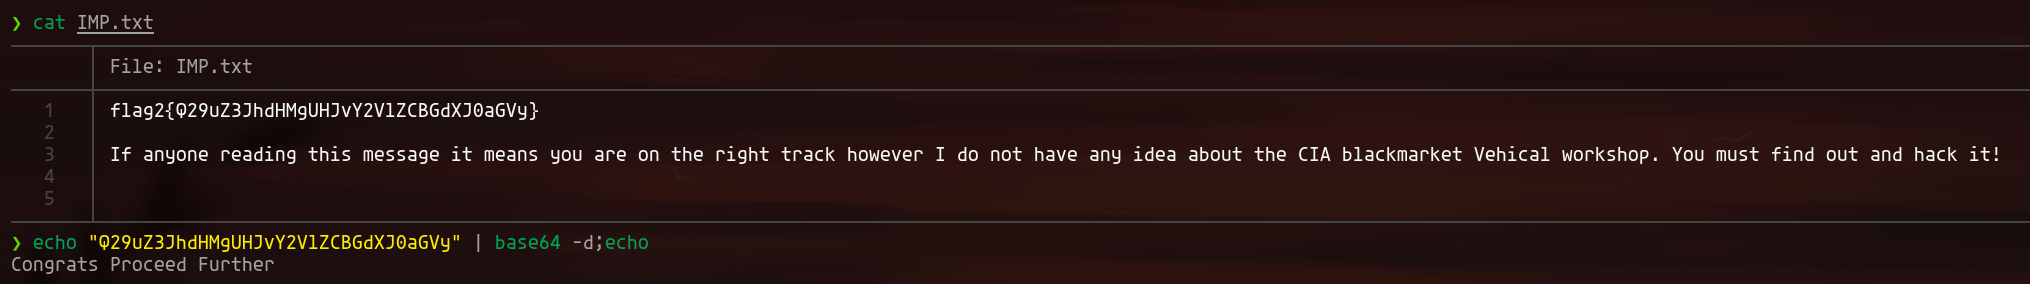 ❯ cat IMP.txt
File: IMP.txt
1 flag2{Q29uZ3JhdHMgUHJvY2VlZCBGdXJ0aGVy}
2
3 If anyone reading this message it means you are on the right track however I do not have any idea about the CIA blackmarket Vehical workshop. You must find out and hack it!
4
5
❯ echo "Q29uZ3JhdHMgUHJvY2VlZCBGdXJ0aGVy" | base64 -d;echo
Congrats Proceed Further